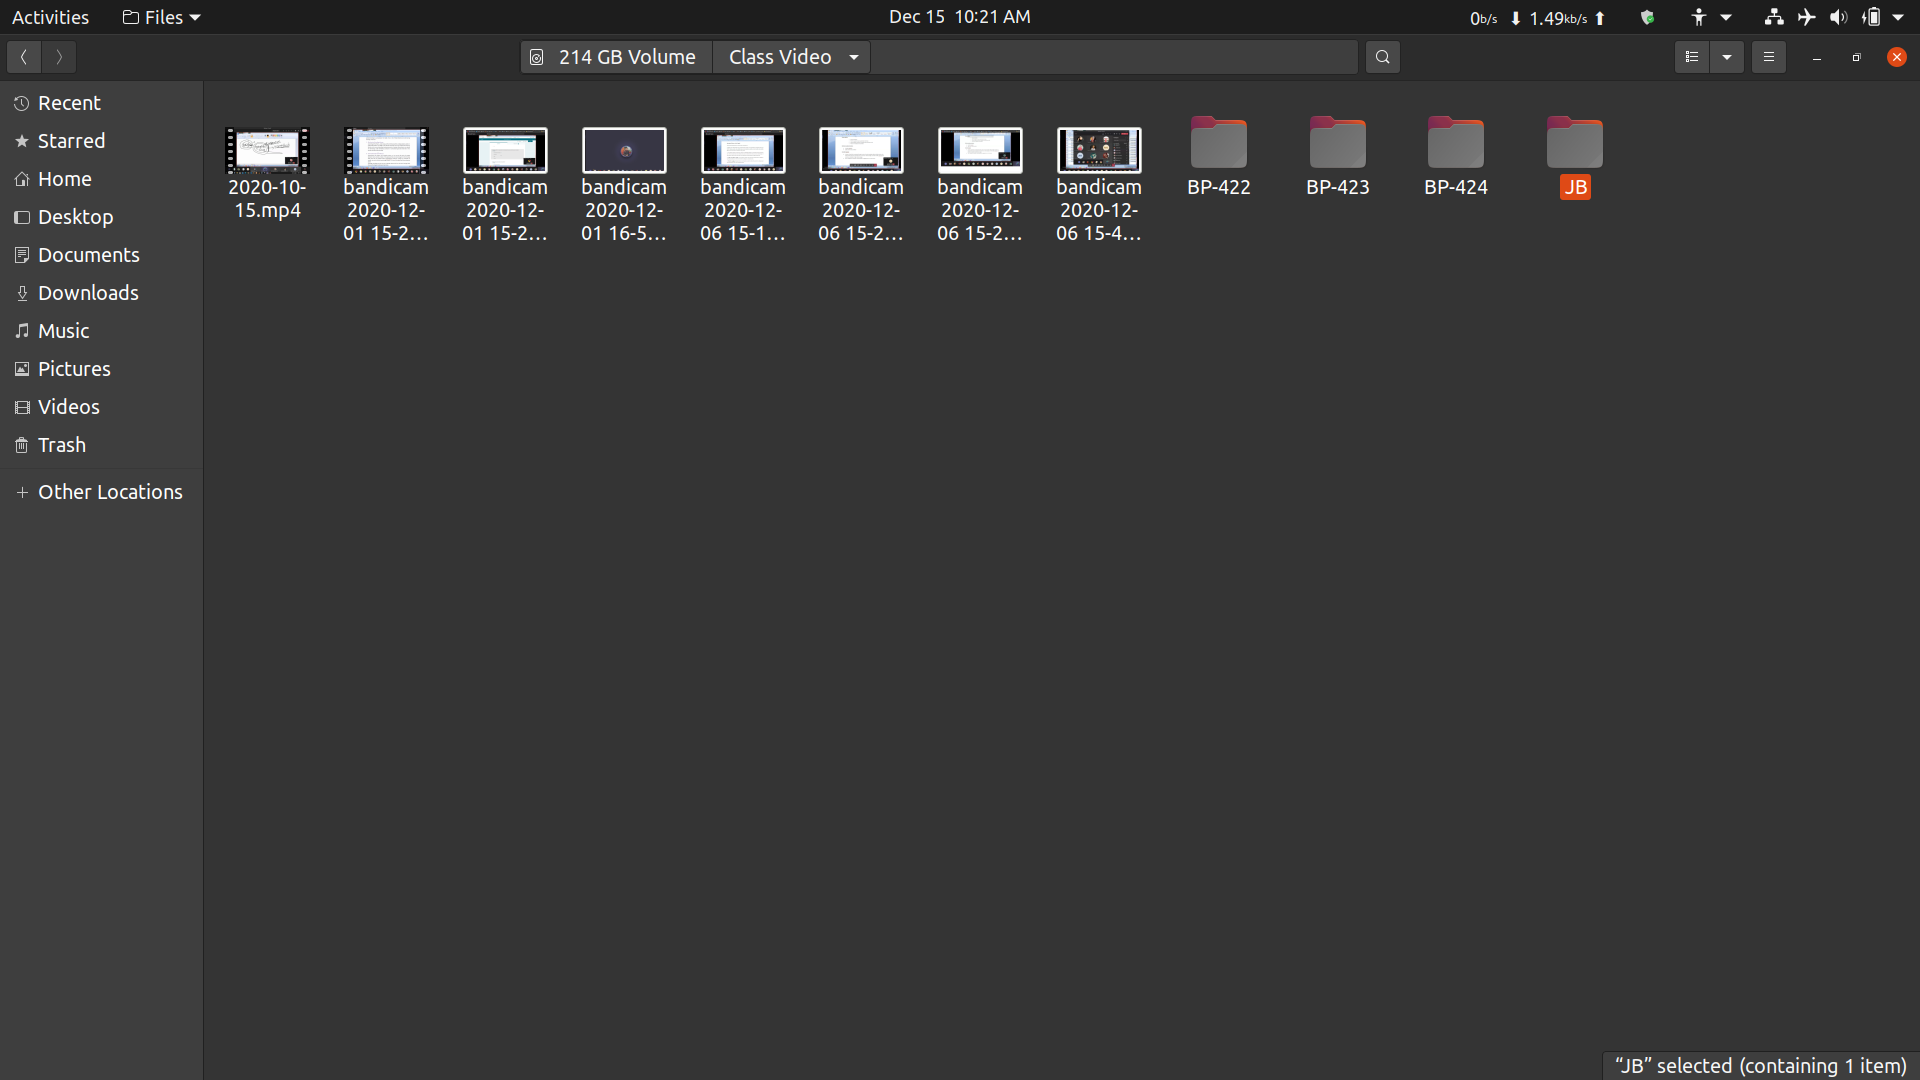 Activities Files Dec 15 10:21 AM 0b/s 1.49kb/s
214 GB Volume Class Video
Recent
Starred
Home
Desktop
Documents
Downloads
Music
Pictures
Videos
Trash
Other Locations
2020-10-
15.mp4
bandicam
2020-12-
01 15-2...
bandicam
2020-12-
01 15-2...
bandicam
2020-12-
01 16-5...
bandicam
2020-12-
06 15-1...
bandicam
2020-12-
06 15-2...
bandicam
2020-12-
06 15-2...
bandicam
2020-12-
06 15-4...
BP-422
BP-423
BP-424
JB
“JB” selected (containing 1 item)